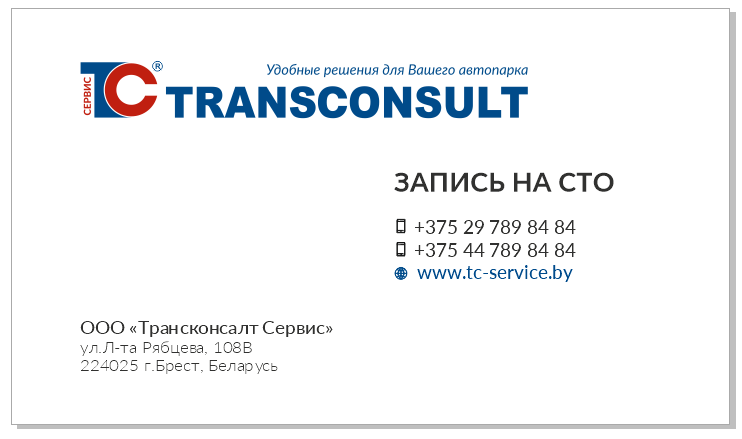 Удобные решения для Вашего автопарка
СЕРВИС TC®
TRANSCONSULT
ЗАПИСЬ НА СТО
+375 29 789 84 84
+375 44 789 84 84
www.tc-service.by
ООО «Трансконсалт Сервис»
ул.Л-та Рябцева, 108В
224025 г.Брест, Беларусь